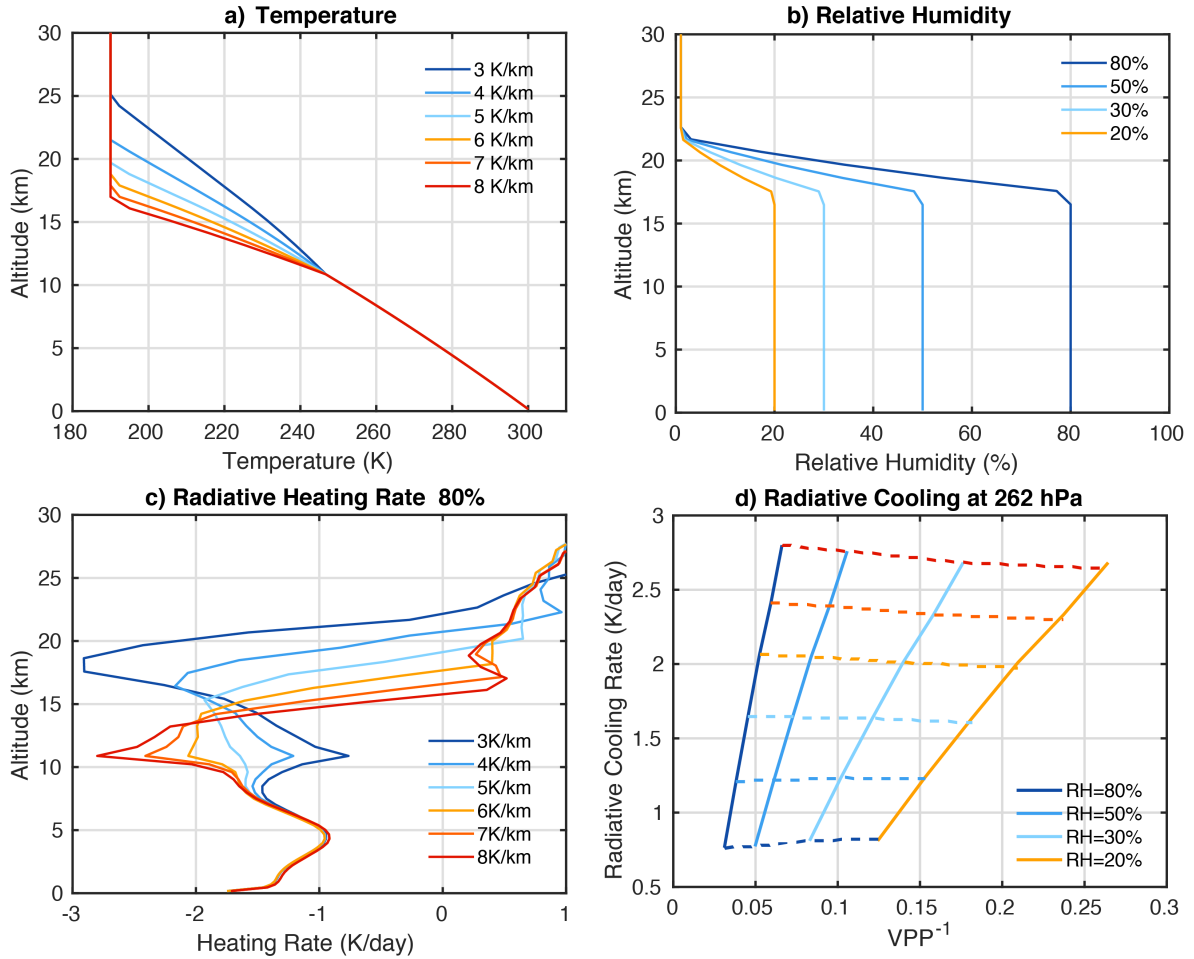 a) Temperature
30
25
20
15
10
5
0
Altitude (km)
180 200 220 240 260 280 300
Temperature (K)
3 K/km
4 K/km
5 K/km
6 K/km
7 K/km
8 K/km
b) Relative Humidity
30
25
20
15
10
5
0
Altitude (km)
0 20 40 60 80 100
Relative Humidity (%)
80%
50%
30%
20%
c) Radiative Heating Rate 80%
30
25
20
15
10
5
0
Altitude (km)
-3 -2 -1 0 1
Heating Rate (K/day)
3K/km
4K/km
5K/km
6K/km
7K/km
8K/km
d) Radiative Cooling at 262 hPa
3
2.5
2
1.5
1
0.5
Radiative Cooling Rate (K/day)
0 0.05 0.1 0.15 0.2 0.25 0.3
VPP⁻¹
RH=80%
RH=50%
RH=30%
RH=20%